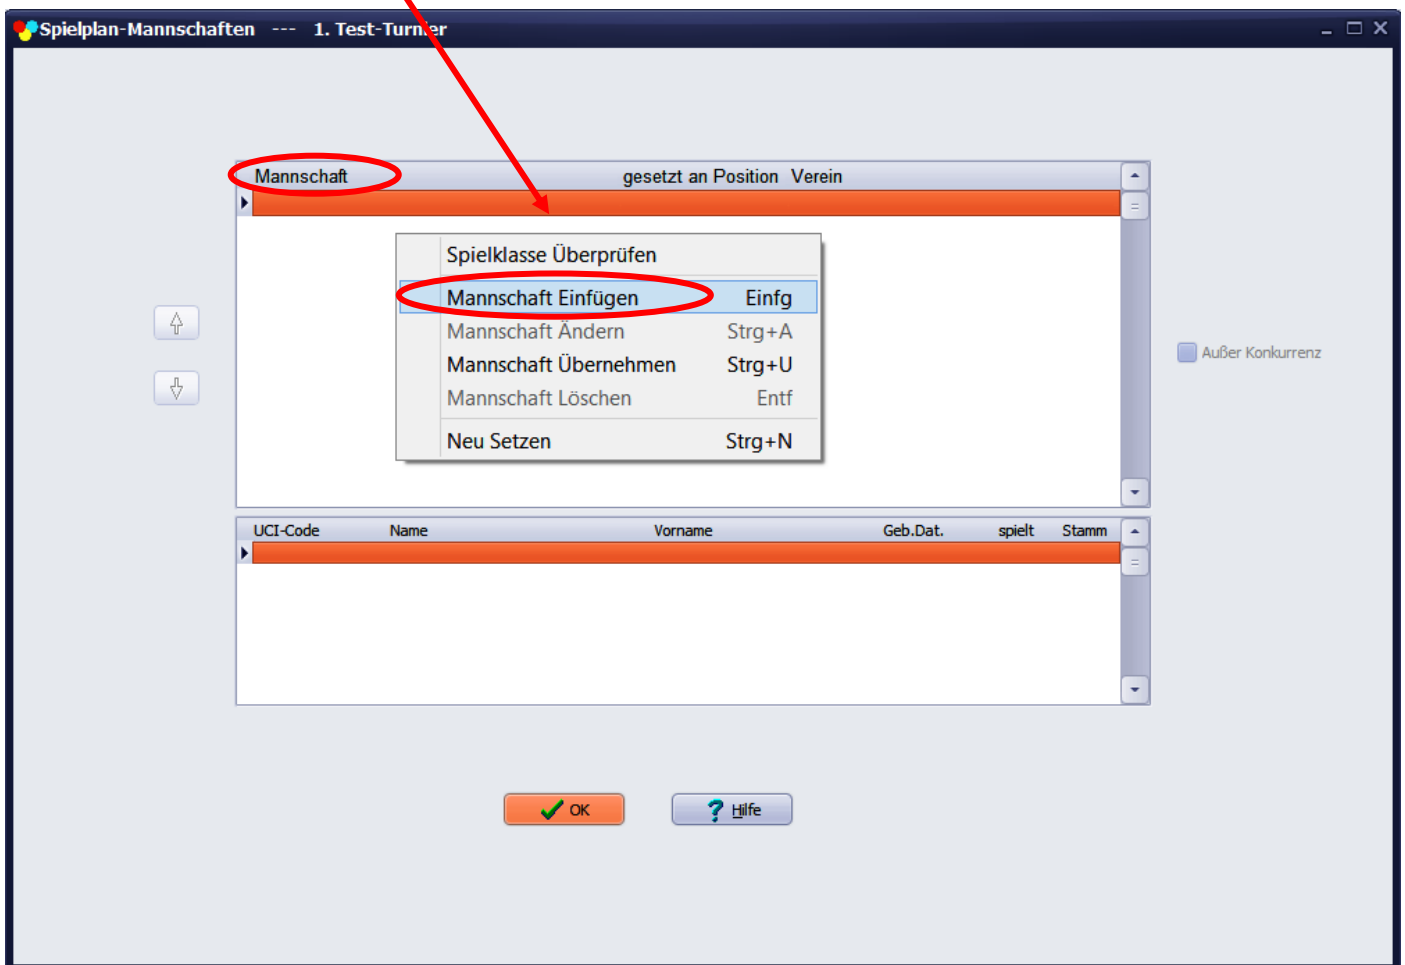 Spielplan-Mannschaften --- 1. Test-Turnier
Mannschaft gesetzt an Position Verein
Spielklasse Überprüfen
Mannschaft Einfügen Einfg
Mannschaft Ändern Strg+A
Mannschaft Übernehmen Strg+U
Mannschaft Löschen Entf
Neu Setzen Strg+N
Außer Konkurrenz
UCI-Code Name Vorname Geb.Dat. spielt Stamm
OK Hilfe